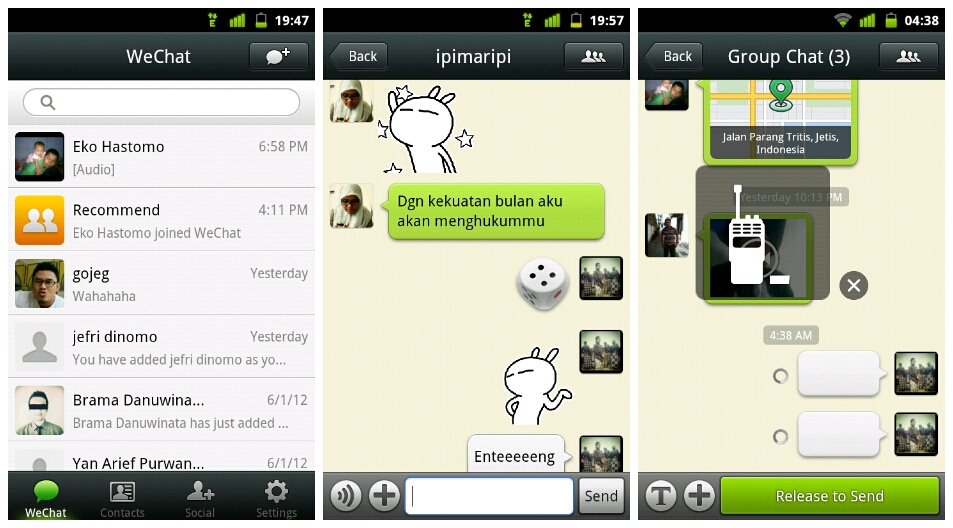 19:47
WeChat
Eko Hastomo 6:58 PM
[Audio]
Recommend 4:11 PM
Eko Hastomo joined WeChat
gojeg Yesterday
Wahahaha
jefri dinomo Yesterday
You have added jefri dinomo as yo...
Brama Danuwina... 6/1/12
Brama Danuwinata has just added ...
Yan Arief Purwan... 6/1/12
WeChat Contacts Social Settings
19:57
Back ipimaripi
Dgn kekuatan bulan aku
akan menghukummu
Enteeeeeng
Send
04:38
Back Group Chat (3)
Jalan Parang Tritis, Jetis,
Indonesia
Yesterday 10:13 PM
4:38 AM
T Release to Send